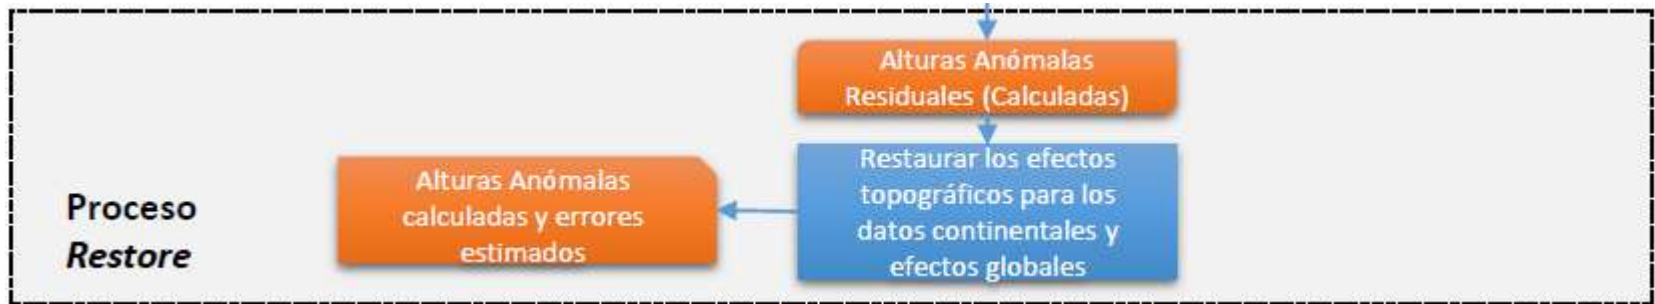 Alturas Anómalas
Residuales (Calculadas)
Restaurar los efectos
topográficos para los
datos continentales y
efectos globales
Alturas Anómalas
calculadas y errores
estimados
Proceso
Restore